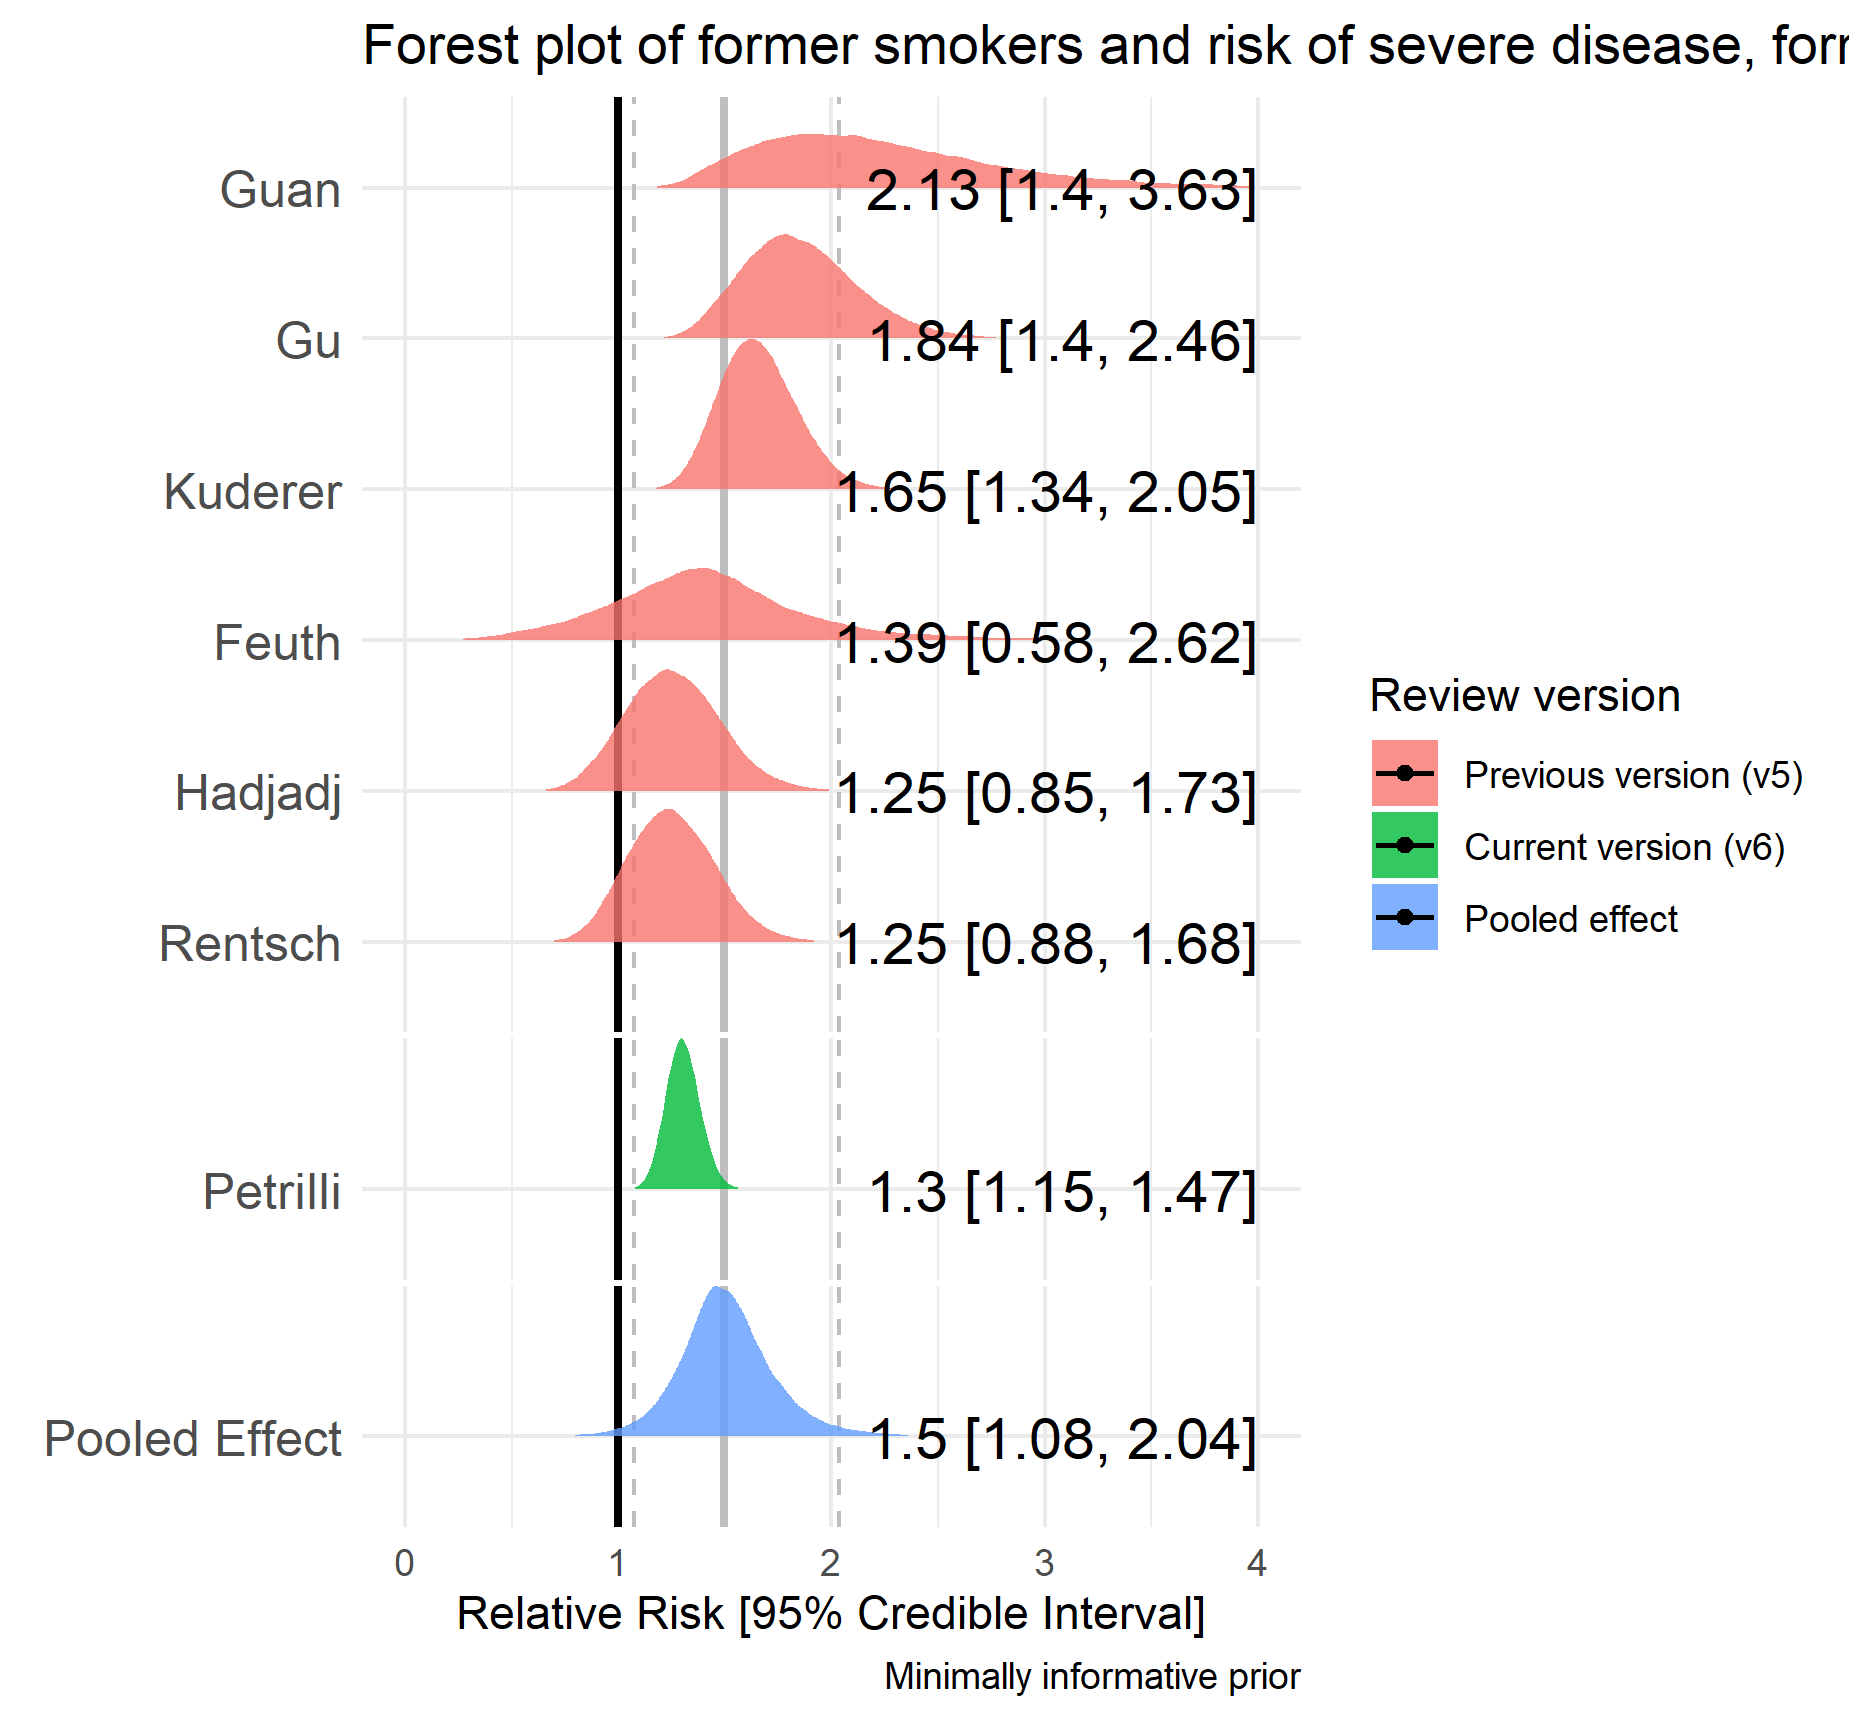 Forest plot of former smokers and risk of severe disease,
Guan
2.13 [1.4, 3.63]
Gu
1.84 [1.4, 2.46]
Kuderer
1.65 [1.34, 2.05]
Feuth
1.39 [0.58, 2.62]
Hadjadj
1.25 [0.85, 1.73]
Rentsch
1.25 [0.88, 1.68]
Petrilli
1.3 [1.15, 1.47]
Pooled Effect
1.5 [1.08, 2.04]
0 1 2 3 4
Relative Risk [95% Credible Interval]
Minimally informative prior
Review version
Previous version (v5)
Current version (v6)
Pooled effect